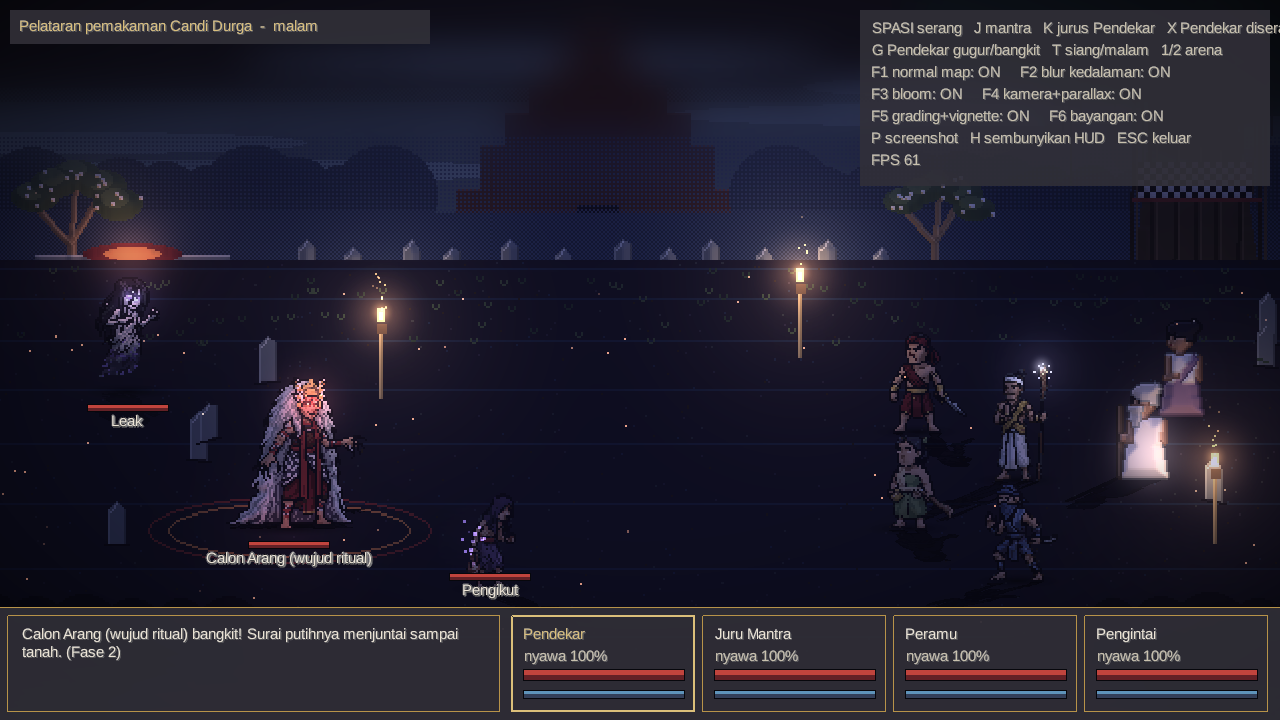 Pelataran pemakaman Candi Durga - malam
SPASI serang J mantra K jurus Pendekar X Pendekar
G Pendekar gugur/bangkit T siang/malam 1/2 arena
F1 normal map: ON F2 blur kedalaman: ON
F3 bloom: ON F4 kamera+parallax: ON
F5 grading+vignette: ON F6 bayangan: ON
P screenshot H sembunyikan HUD ESC keluar
FPS 61
Leak
Calon Arang (wujud ritual)
Pengikut
Calon Arang (wujud ritual) bangkit! Surai putihnya menjuntai sampai
tanah. (Fase 2)
Pendekar
nyawa 100%
Juru Mantra
nyawa 100%
Peramu
nyawa 100%
Pengintai
nyawa 100%